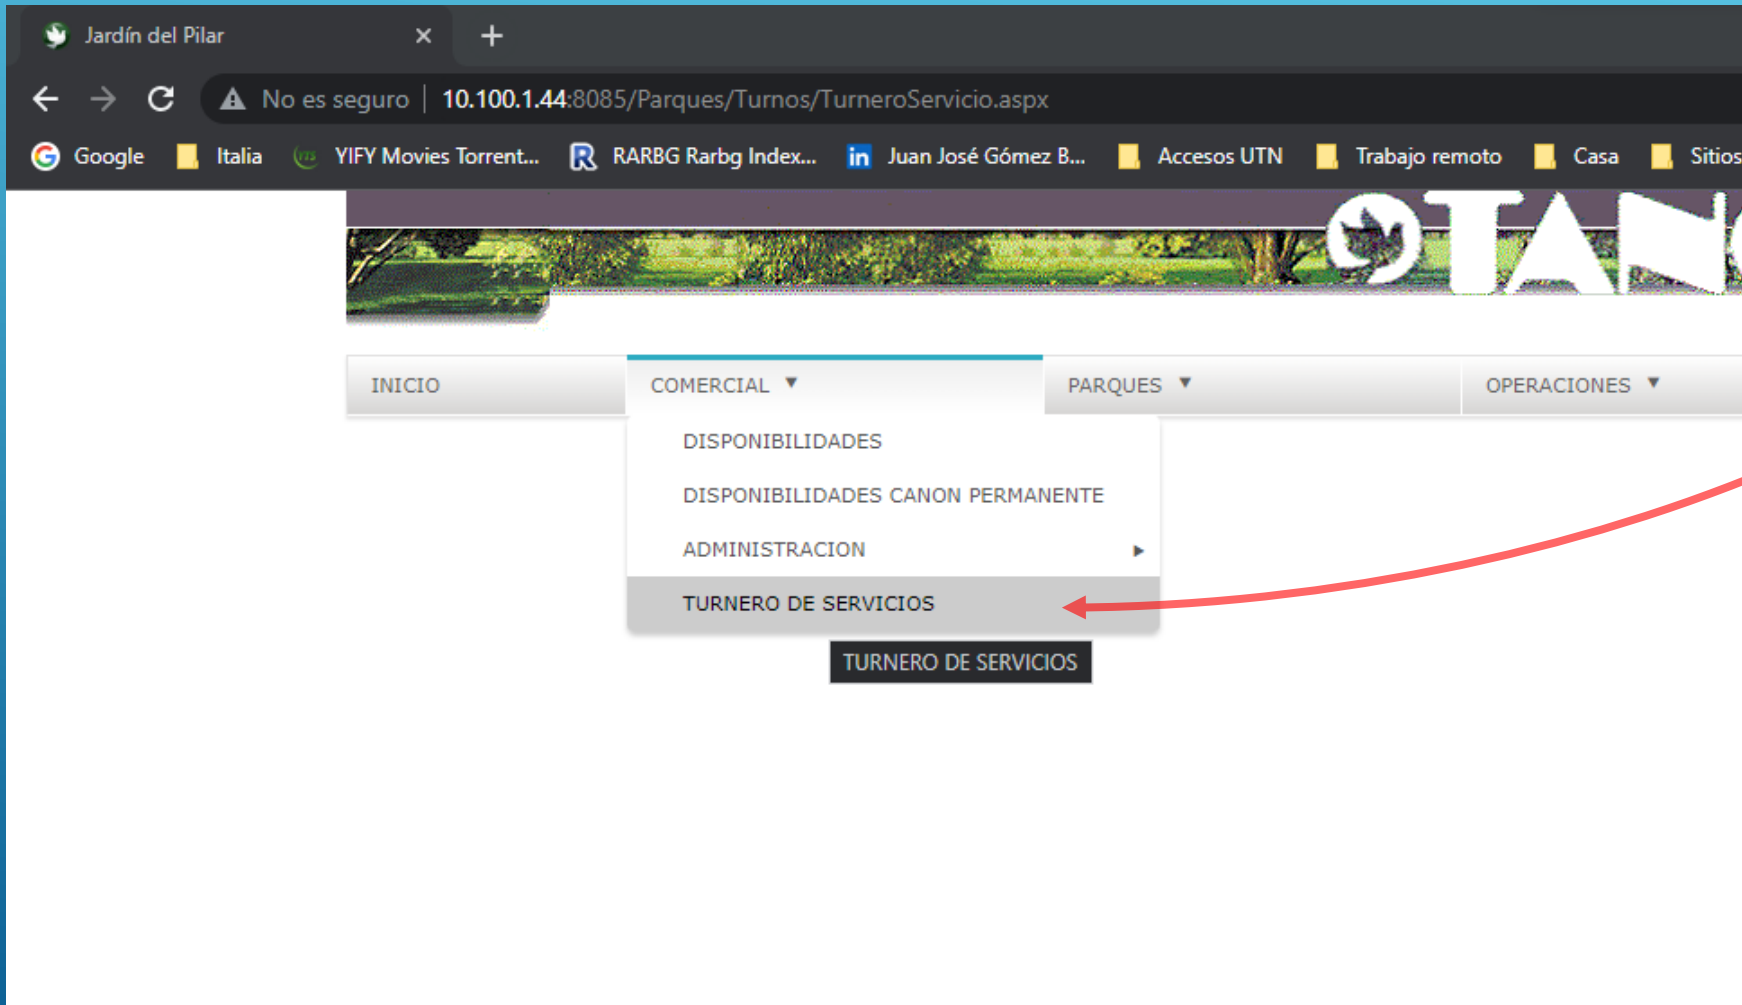 Jardín del Pilar
No es seguro | 10.100.1.44:8085/Parques/Turnos/TurneroServicio.aspx
Google Italia YIFY Movies Torrent... RARBG Rarbg Index... in Juan José Gómez B... Accesos UTN Trabajo remoto Casa Sitios
INICIO COMERCIAL PARQUES OPERACIONES
DISPONIBILIDADES
DISPONIBILIDADES CANON PERMANENTE
ADMINISTRACION
TURNERO DE SERVICIOS
TURNERO DE SERVICIOS